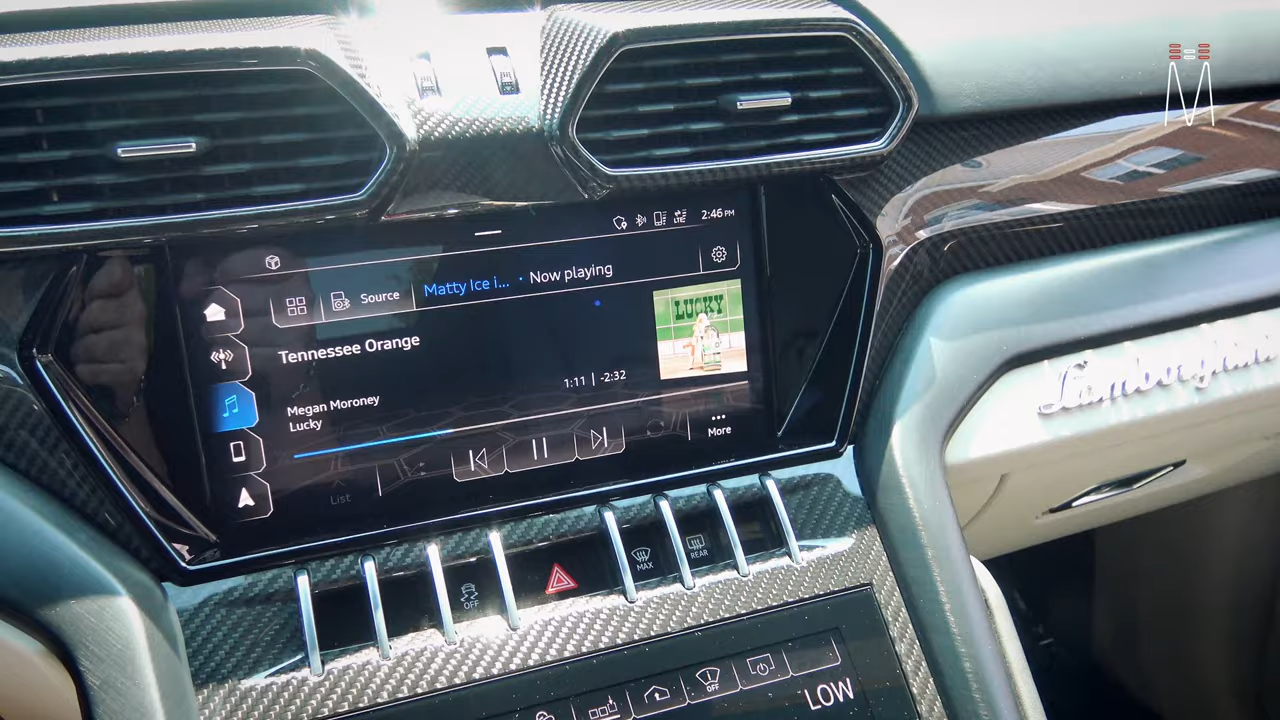 2:46 PM
LTE
Source
Matty Ice i... · Now playing
LUCKY
Tennessee Orange
1:11 | -2:32
Megan Moroney
Lucky
More
List
Lamborghini
OFF
MAX
REAR
OFF
LOW
M